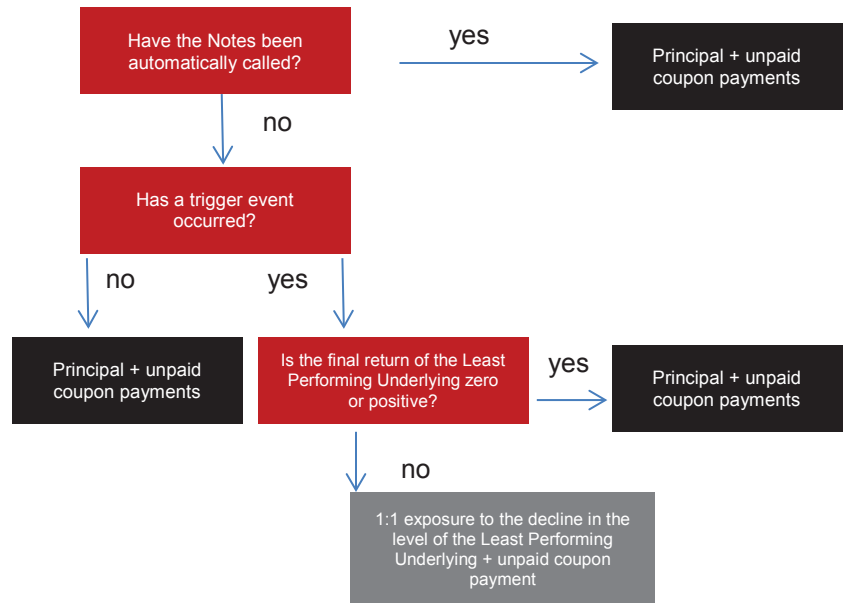 Have the Notes been
automatically called?
yes
Principal + unpaid
coupon payments
no
Has a trigger event
occurred?
no
yes
Principal + unpaid
coupon payments
Is the final return of the Least
Performing Underlying zero
or positive?
yes
Principal + unpaid
coupon payments
no
1:1 exposure to the decline in the
level of the Least Performing
Underlying + unpaid coupon
payment